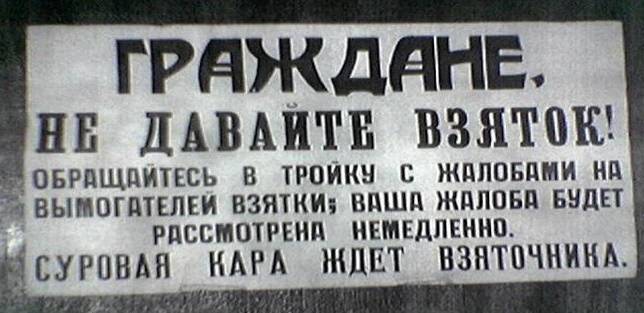 ГРАЖДАНЕ,
НЕ ДАВАЙТЕ ВЗЯТОК!
ОБРАЩАЙТЕСЬ В ТРОЙКУ С ЖАЛОБАМИ НА
ВЫМОГАТЕЛЕЙ ВЗЯТКИ; ВАША ЖАЛОБА БУДЕТ
РАССМОТРЕНА НЕМЕДЛЕННО.
СУРОВАЯ КАРА ЖДЕТ ВЗЯТОЧНИКА.